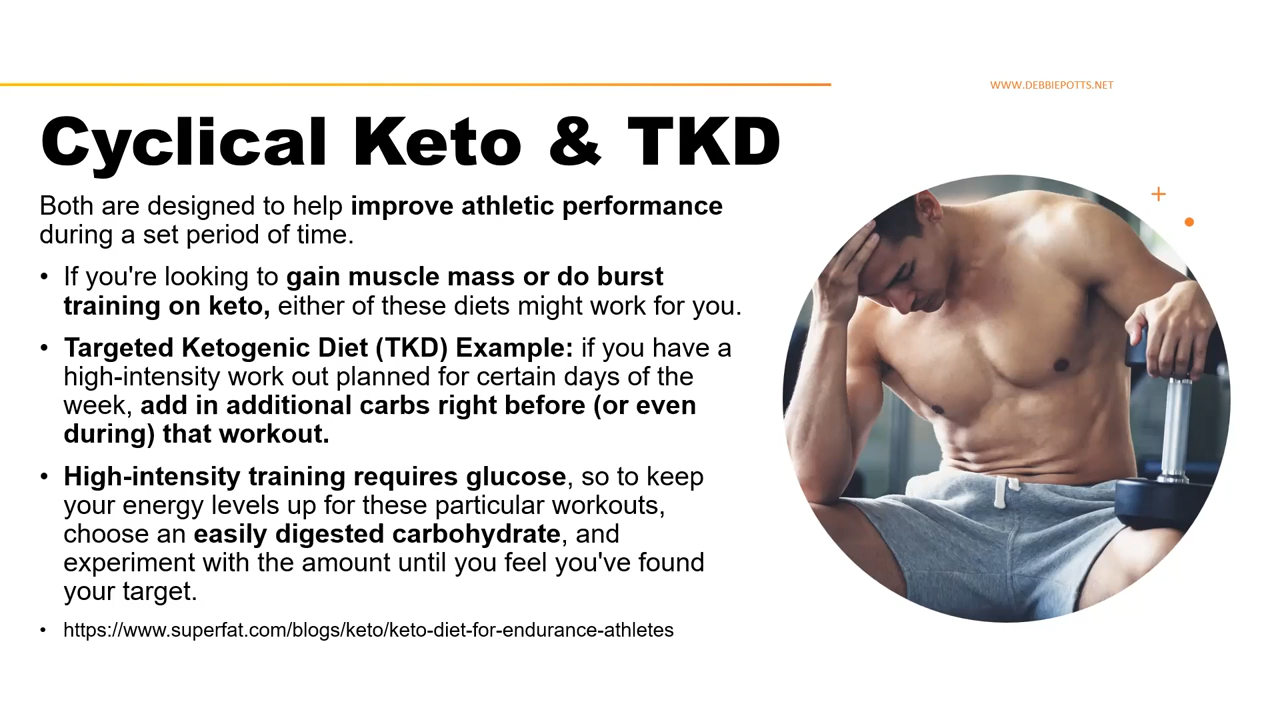 WWW.DEBBIEPOTTS.NET
Cyclical Keto & TKD
Both are designed to help improve athletic performance
during a set period of time.
• If you're looking to gain muscle mass or do burst
training on keto, either of these diets might work for you.
• Targeted Ketogenic Diet (TKD) Example: if you have a
high-intensity work out planned for certain days of the
week, add in additional carbs right before (or even
during) that workout.
• High-intensity training requires glucose, so to keep
your energy levels up for these particular workouts,
choose an easily digested carbohydrate, and
experiment with the amount until you feel you've found
your target.
• https://www.superfat.com/blogs/keto/keto-diet-for-endurance-athletes